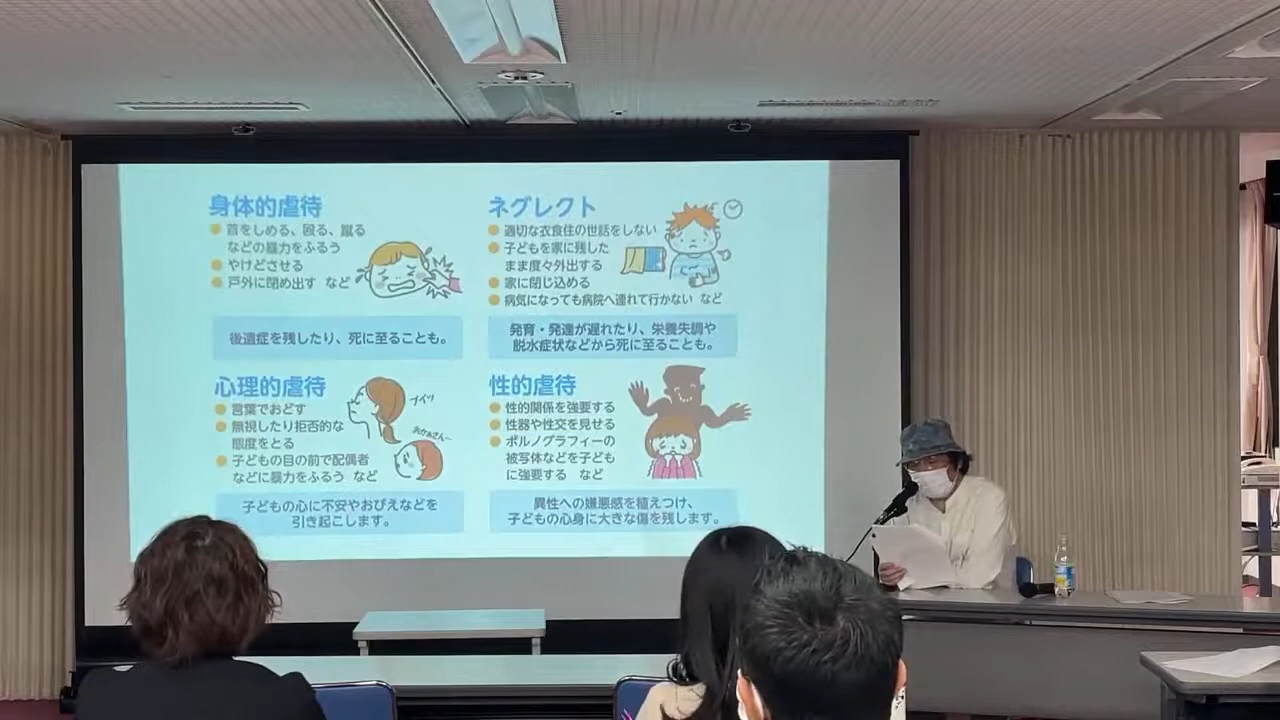 身体的虐待
首をしめる、殴る、蹴る
などの暴力をふるう
やけどさせる
戸外に閉め出す など
後遺症を残したり、死に至ることも。
ネグレクト
適切な衣食住の世話をしない
子どもを家に残した
まま度々外出する
家に閉じ込める
病気になっても病院へ連れて行かない など
発育・発達が遅れたり、栄養失調や
脱水症状などから死に至ることも。
心理的虐待
言葉でおどす
無視したり拒否的な
態度をとる
子どもの目の前で配偶者
などに暴力をふるう など
プイッ
おかぁさん…
子どもの心に不安やおびえなどを
引き起こします。
性的虐待
性的関係を強要する
性器や性交を見せる
ポルノグラフィーの
被写体などを子ども
に強要する など
異性への嫌悪感を植えつけ、
子どもの心身に大きな傷を残します。